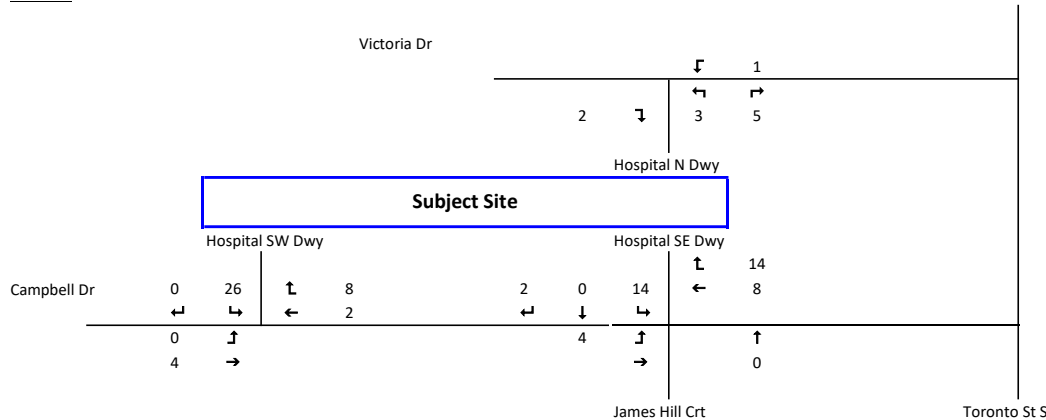 Victoria Dr
1
2 3 5
Hospital N Dwy
Subject Site
Hospital SW Dwy Hospital SE Dwy
14
Campbell Dr 0 26 8 2 0 14 8
2
0 4
4 0
James Hill Crt Toronto St S